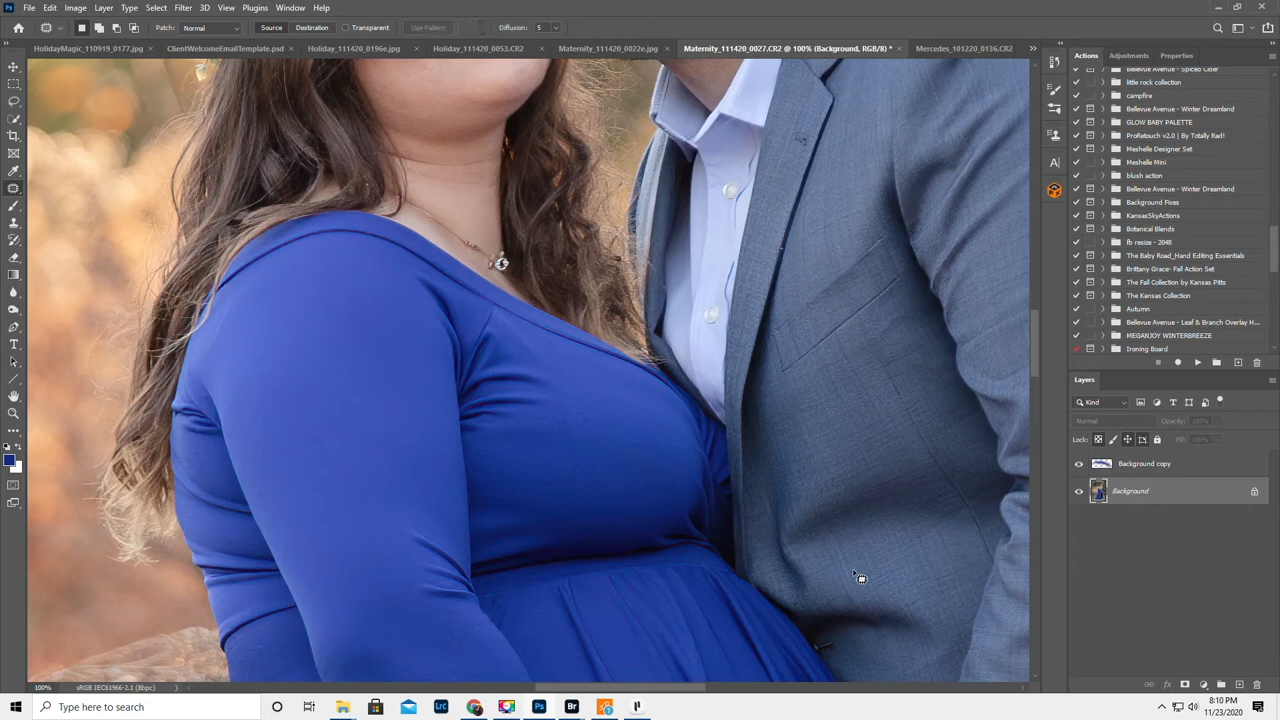 File Edit Image Layer Type Select Filter 3D View Plugins Window Help
Patch: Normal Source Destination Transparent Use Pattern Diffusion: 5
HolidayMagic_110919_0177.jpg × ClientWelcomeEmailTemplate.psd × Holiday_111420_0196e.jpg × Holiday_111420_0053.CR2 × Maternity_111420_0022e.jpg × Maternity_111420_0027.CR2 @ 100% (Background, RGB/8) * × Mercedes_101220_0136.CR2 »
Actions Adjustments Properties
Bellevue Avenue - Spiced Cider
little rock collection
campfire
Bellevue Avenue - Winter Dreamland
GLOW BABY PALETTE
ProRetouch v2.0 | By Totally Rad!
Meshelle Designer Set
Meshelle Mini
blush action
Bellevue Avenue - Winter Dreamland
Background Fixes
KansasSkyActions
Botanical Blends
fb resize - 2048
The Baby Road_Hand Editing Essentials
Brittany Grace- Fall Action Set
The Fall Collection by Kansas Pitts
The Kansas Collection
Autumn
Bellevue Avenue - Leaf & Branch Overlay H...
MEGANJOY WINTERBREEZE
Ironing Board
Layers
Kind
Normal Opacity: 100%
Lock: Fill: 100%
Background copy
Background
100% sRGB IEC61966-2.1 (8bpc)
Type here to search
Lrc Ps Br
8:10 PM
11/23/2020